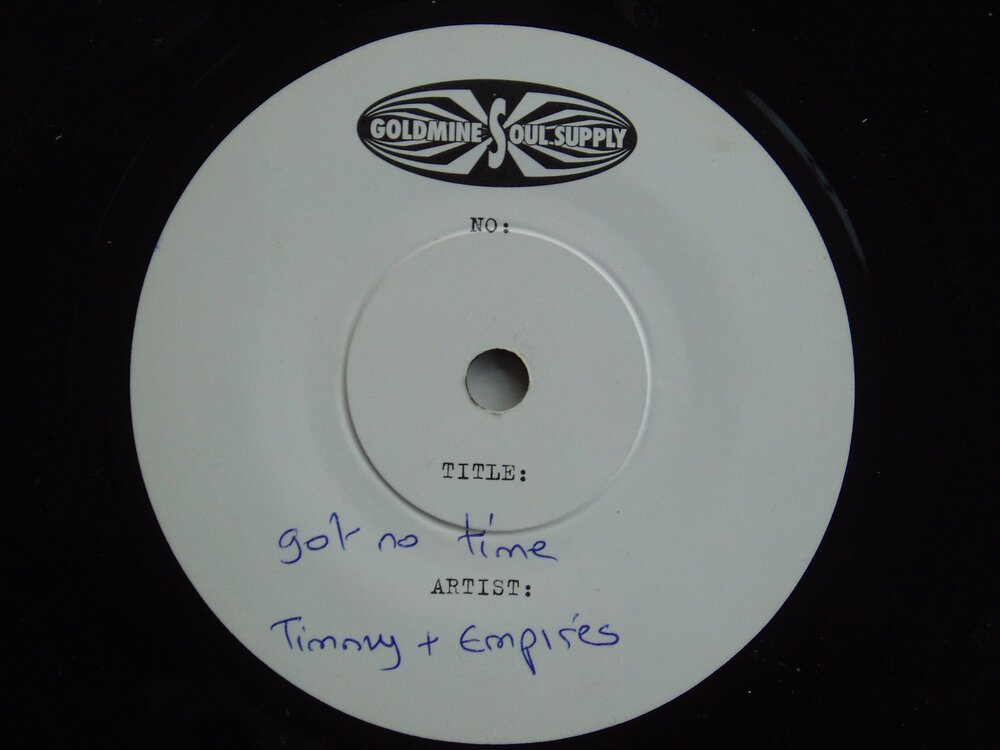 GOLDMINE SOUL SUPPLY
NO:
TITLE:
got no time
ARTIST:
Timmy + Empires